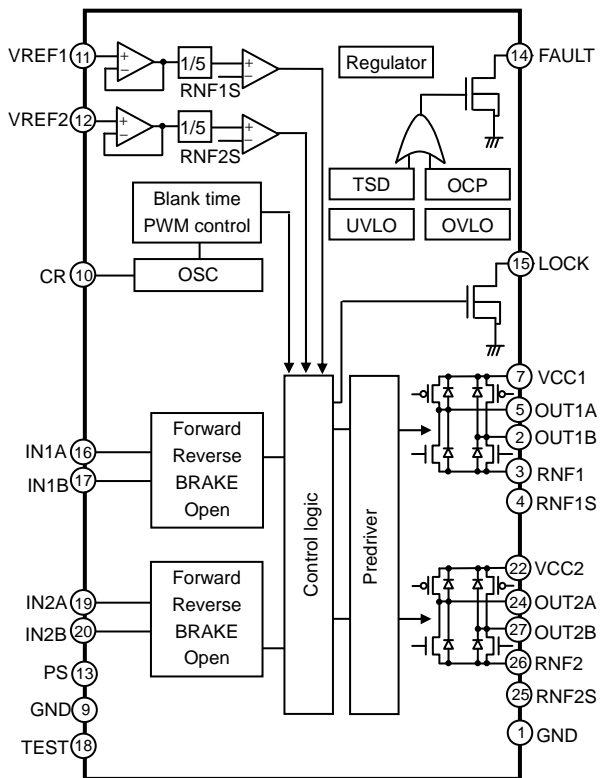 VREF1
11
+
−
1/5
RNF1S
+
−
VREF2
12
+
−
1/5
RNF2S
+
−
Regulator
14
FAULT
TSD
OCP
UVLO
OVLO
Blank time
PWM control
CR
10
OSC
15
LOCK
7
VCC1
5
OUT1A
2
OUT1B
3
RNF1
4
RNF1S
IN1A
16
IN1B
17
Forward
Reverse
BRAKE
Open
Control logic
Predriver
IN2A
19
IN2B
20
Forward
Reverse
BRAKE
Open
22
VCC2
24
OUT2A
27
OUT2B
26
RNF2
25
RNF2S
PS
13
GND
9
TEST
18
1
GND